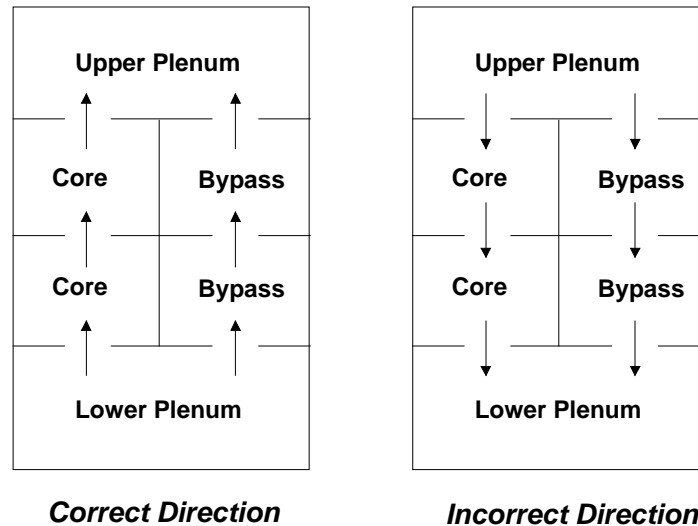 Upper Plenum
Core Bypass
Core Bypass
Lower Plenum
Correct Direction
Upper Plenum
Core Bypass
Core Bypass
Lower Plenum
Incorrect Direction